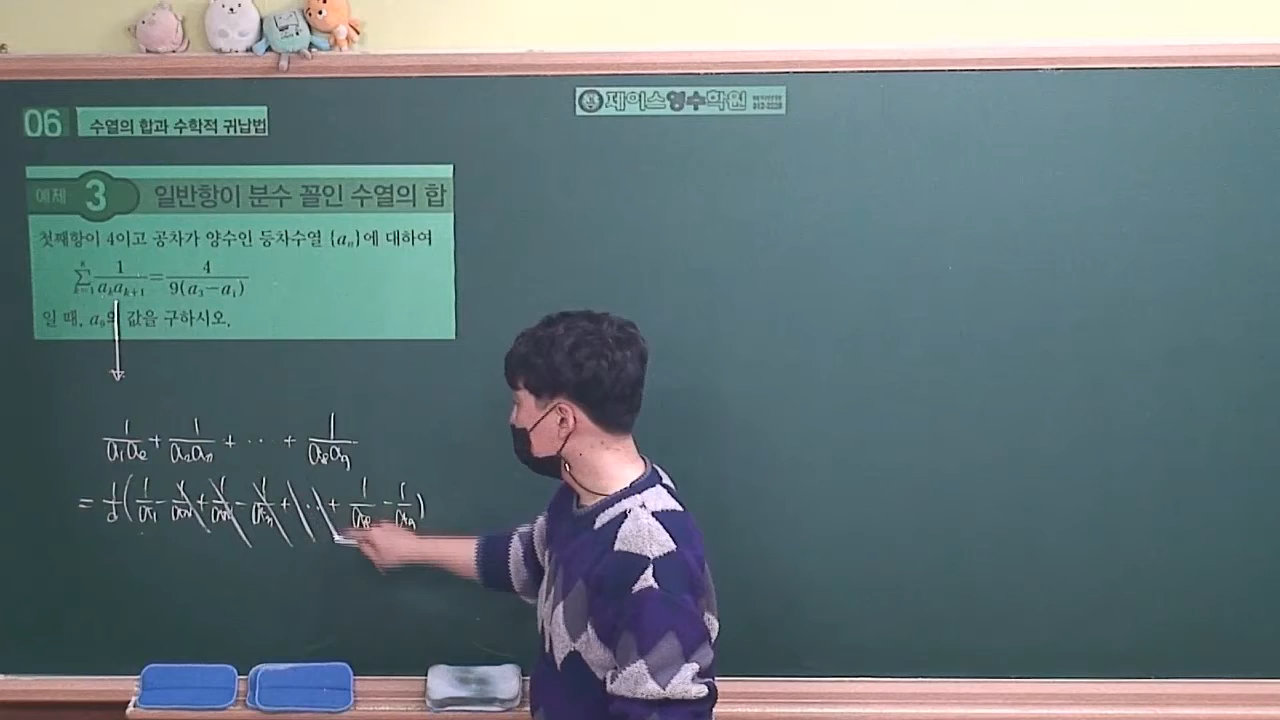 제이스영수학원
06 수열의 합과 수학적 귀납법
예제 3 일반항이 분수 꼴인 수열의 합
첫째항이 4이고 공차가 양수인 등차수열 {aₙ}에 대하여
∑ 1/(aₖaₖ₊₁) = 4/(9(a₃−a₁))
일 때, a₉의 값을 구하시오.
1/(a₁a₂) + 1/(a₂a₃) + ⋯ + 1/(a₈a₉)
= 1/d (1/a₁ − 1/a₂ + 1/a₂ − 1/a₃ + ⋯ + 1/a₈ − 1/a₉)